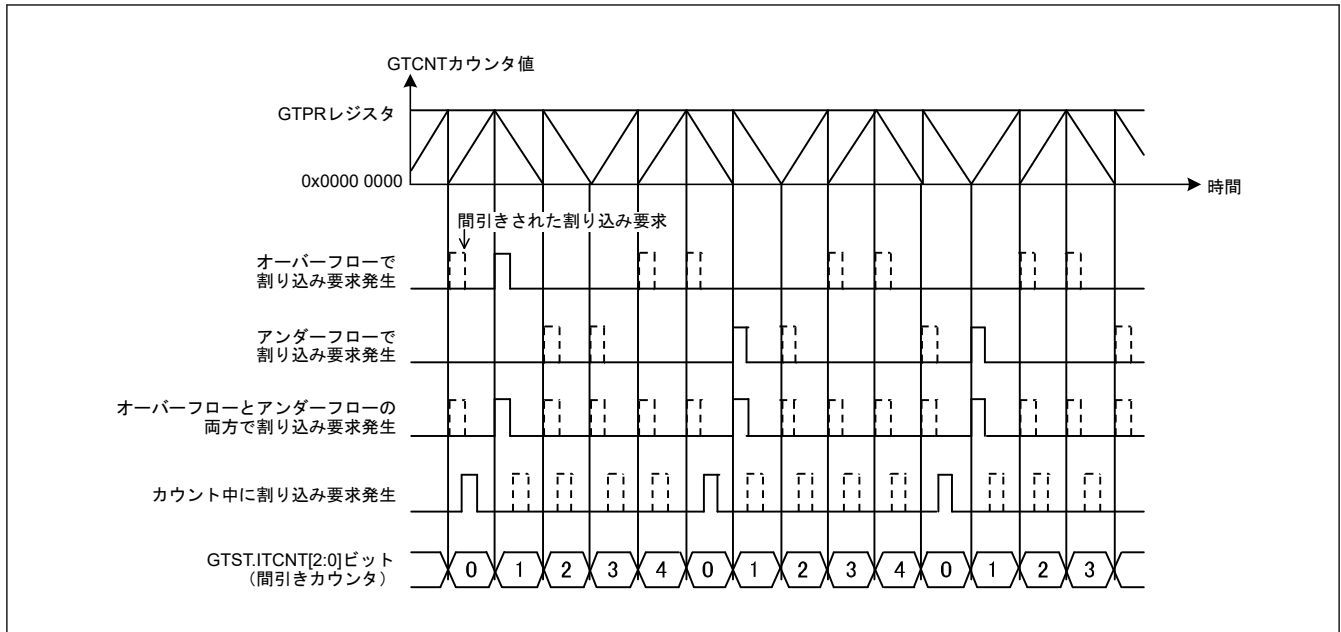 GTCNTカウンタ値
GTPRレジスタ
0x0000 0000
時間
間引きされた割り込み要求
オーバーフローで
割り込み要求発生
アンダーフローで
割り込み要求発生
オーバーフローとアンダーフローの
両方で割り込み要求発生
カウント中に割り込み要求発生
GTST.ITCNT[2:0]ビット
（間引きカウンタ）
0 1 2 3 4 0 1 2 3 4 0 1 2 3